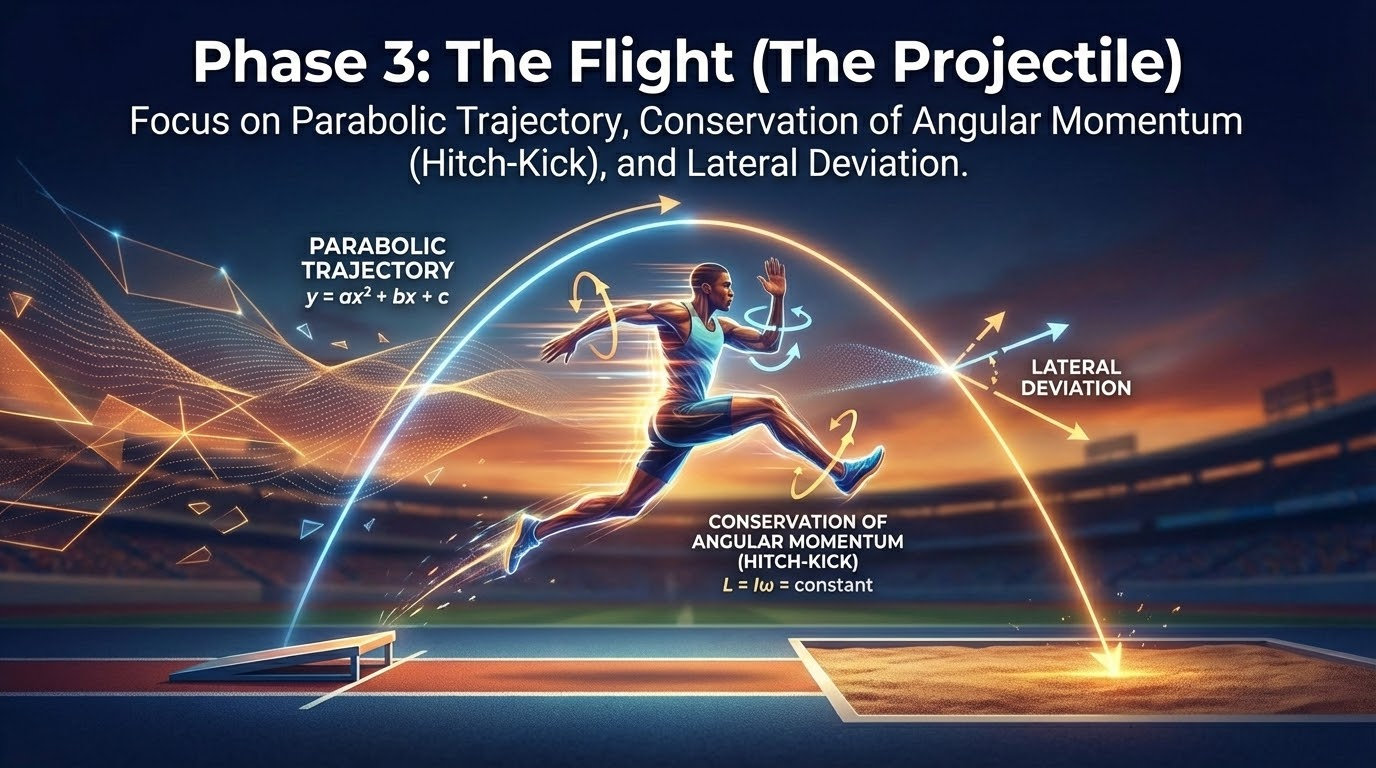 Phase 3: The Flight (The Projectile)
Focus on Parabolic Trajectory, Conservation of Angular Momentum
(Hitch-Kick), and Lateral Deviation.
PARABOLIC
TRAJECTORY
y = ax² + bx + c
LATERAL
DEVIATION
CONSERVATION OF
ANGULAR MOMENTUM
(HITCH-KICK)
L = Iω = constant